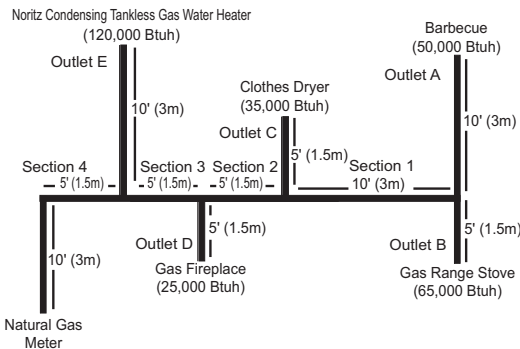 Noritz Condensing Tankless Gas Water Heater
(120,000 Btuh)
Outlet E
10' (3m)
Barbecue
(50,000 Btuh)
Outlet A
10' (3m)
Clothes Dryer
(35,000 Btuh)
Outlet C
5' (1.5m)
Section 4
5' (1.5m)
Section 3
5' (1.5m)
Section 2
5' (1.5m)
Section 1
10' (3m)
10' (3m)
Natural Gas
Meter
Outlet D
5' (1.5m)
Gas Fireplace
(25,000 Btuh)
Outlet B
5' (1.5m)
Gas Range Stove
(65,000 Btuh)